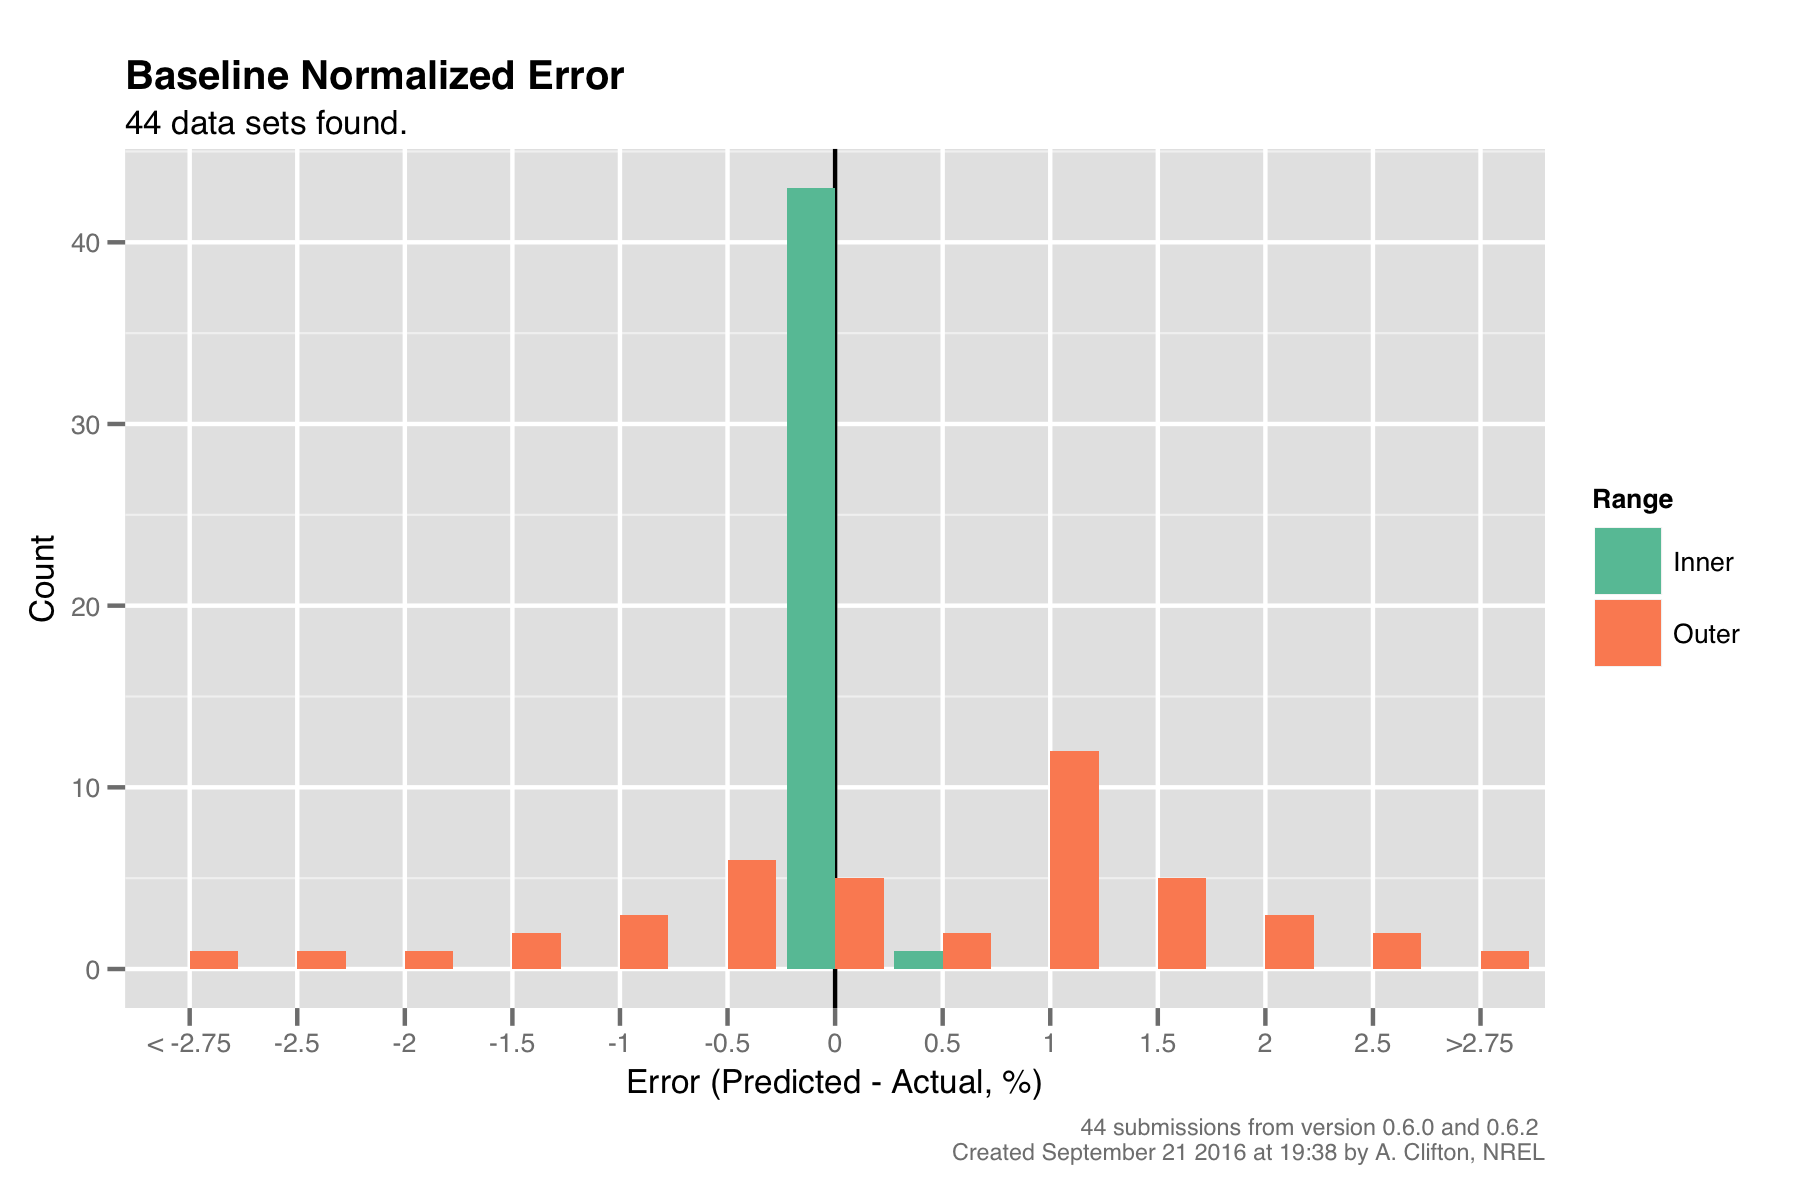 Baseline Normalized Error
44 data sets found.
Count
40
30
20
10
0
< -2.75 -2.5 -2 -1.5 -1 -0.5 0 0.5 1 1.5 2 2.5 >2.75
Error (Predicted - Actual, %)
Range
Inner
Outer
44 submissions from version 0.6.0 and 0.6.2
Created September 21 2016 at 19:38 by A. Clifton, NREL